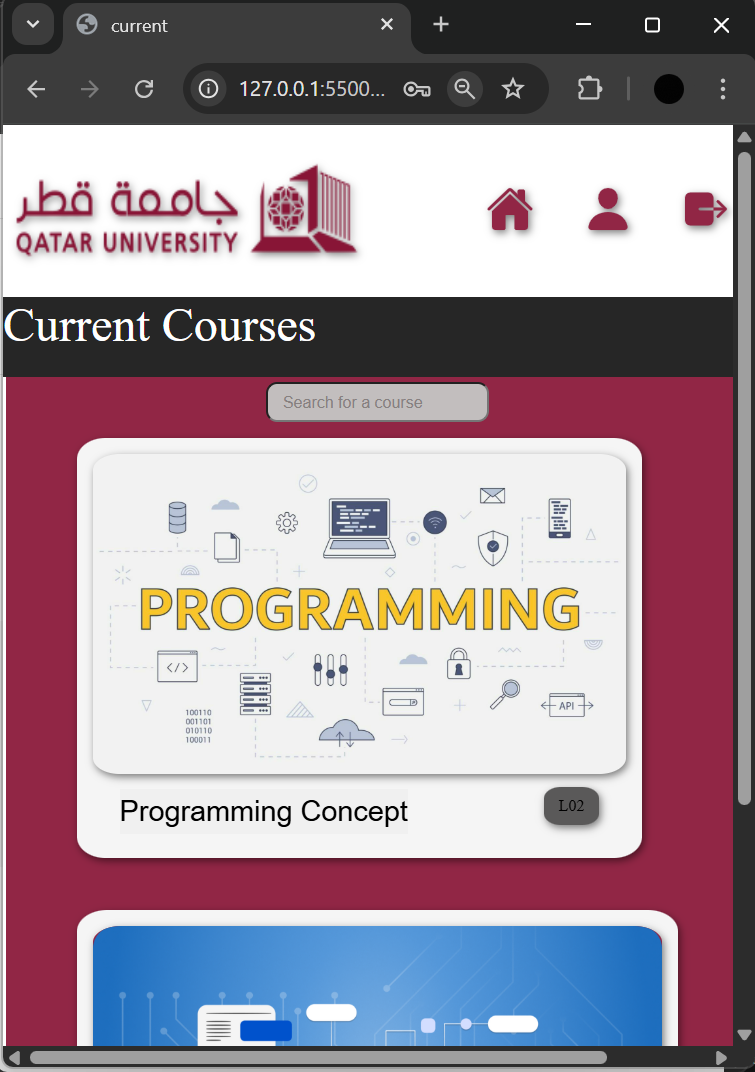 current
127.0.0.1:5500...
جامعة قطر
QATAR UNIVERSITY
Current Courses
Search for a course
PROGRAMMING
</>
100110
001101
010110
100011
API
Programming Concept
L02